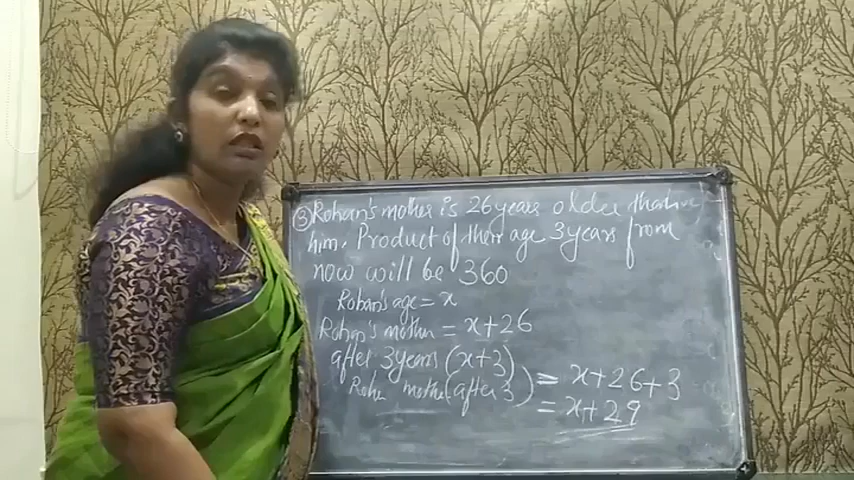 ③ Rohan's mother is 26 years older than
him. Product of their age 3 years from
now will be 360
Rohan's age = x
Rohan's mother = x+26
after 3 years (x+3)
mother (after 3) = x+26+3
= x+29